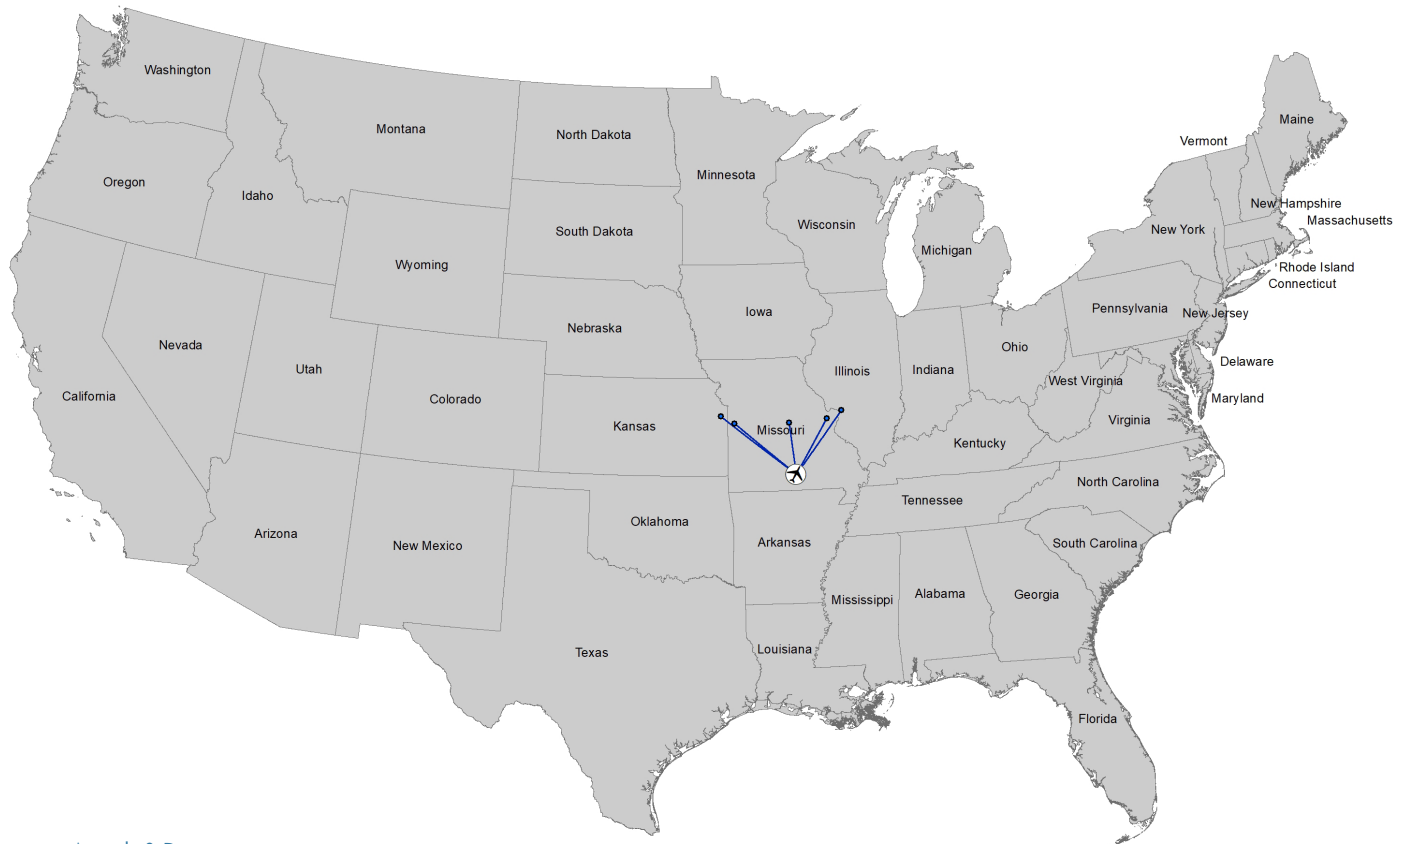 Washington
Montana
North Dakota
Minnesota
Maine
Vermont
Oregon
Idaho
South Dakota
Wisconsin
Michigan
New York
New Hampshire
Massachusetts
Wyoming
Rhode Island
Connecticut
Nebraska
Iowa
Pennsylvania
New Jersey
Nevada
Utah
Colorado
Illinois
Indiana
Ohio
West Virginia
Delaware
Maryland
California
Kansas
Missouri
Kentucky
Virginia
Arizona
New Mexico
Oklahoma
Arkansas
Tennessee
North Carolina
South Carolina
Texas
Louisiana
Mississippi
Alabama
Georgia
Florida